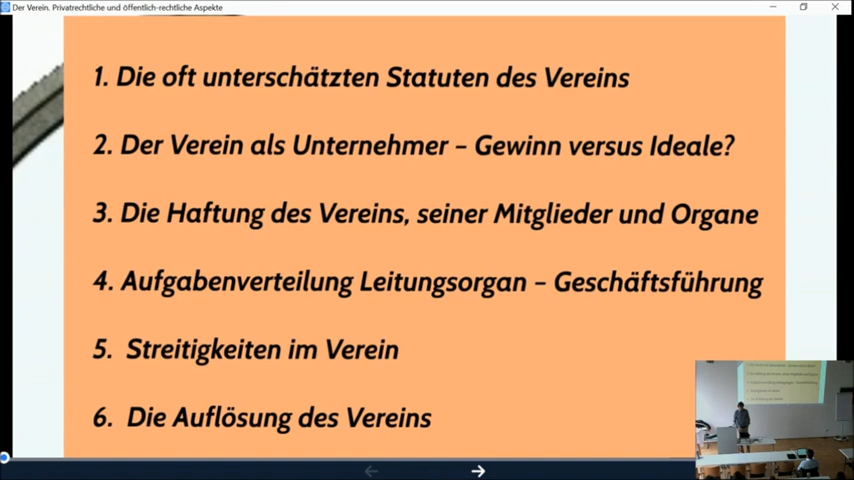 Der Verein. Privatrechtliche und öffentlich-rechtliche Aspekte
1. Die oft unterschätzten Statuten des Vereins
2. Der Verein als Unternehmer – Gewinn versus Ideale?
3. Die Haftung des Vereins, seiner Mitglieder und Organe
4. Aufgabenverteilung Leitungsorgan – Geschäftsführung
5. Streitigkeiten im Verein
6. Die Auflösung des Vereins